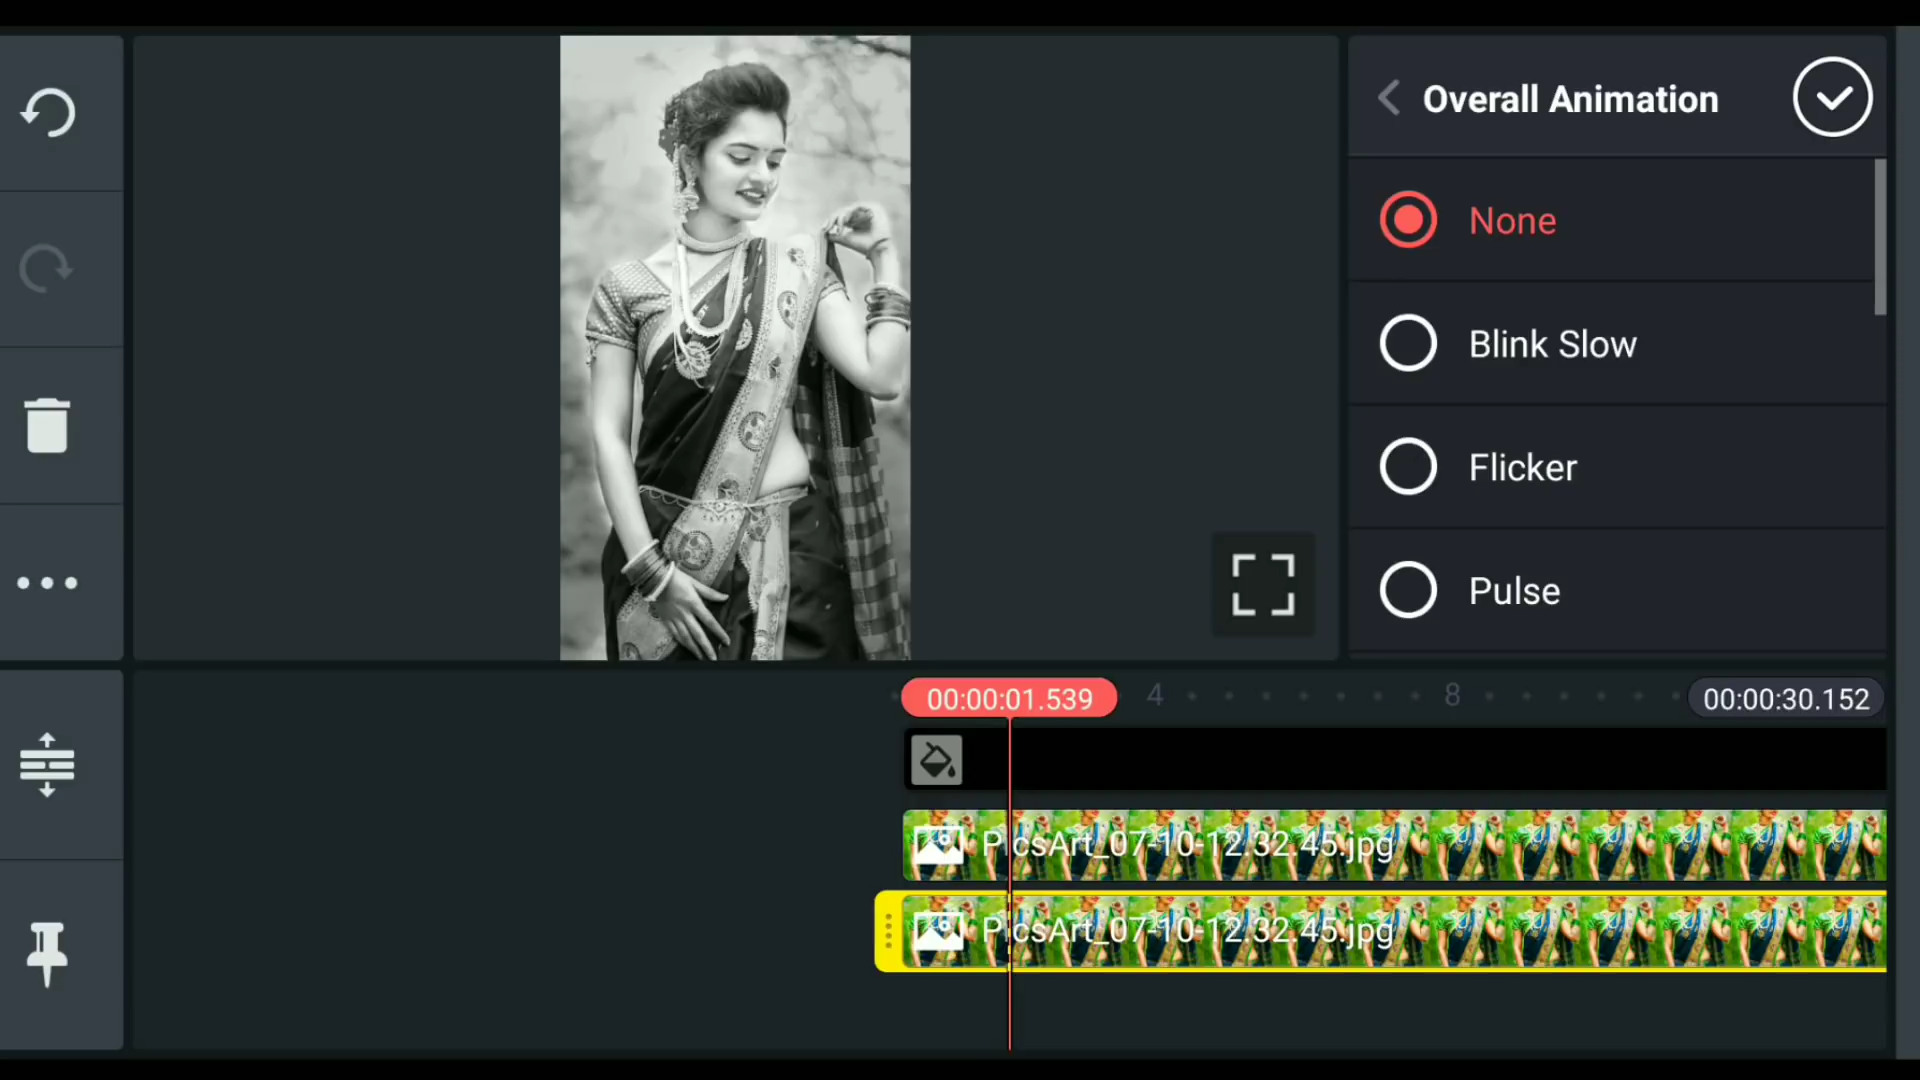 Overall Animation
None
Blink Slow
Flicker
Pulse
00:00:01.539
4
8
00:00:30.152
PicsArt_07-10-12.32.45.jpg
PicsArt_07-10-12.32.45.jpg